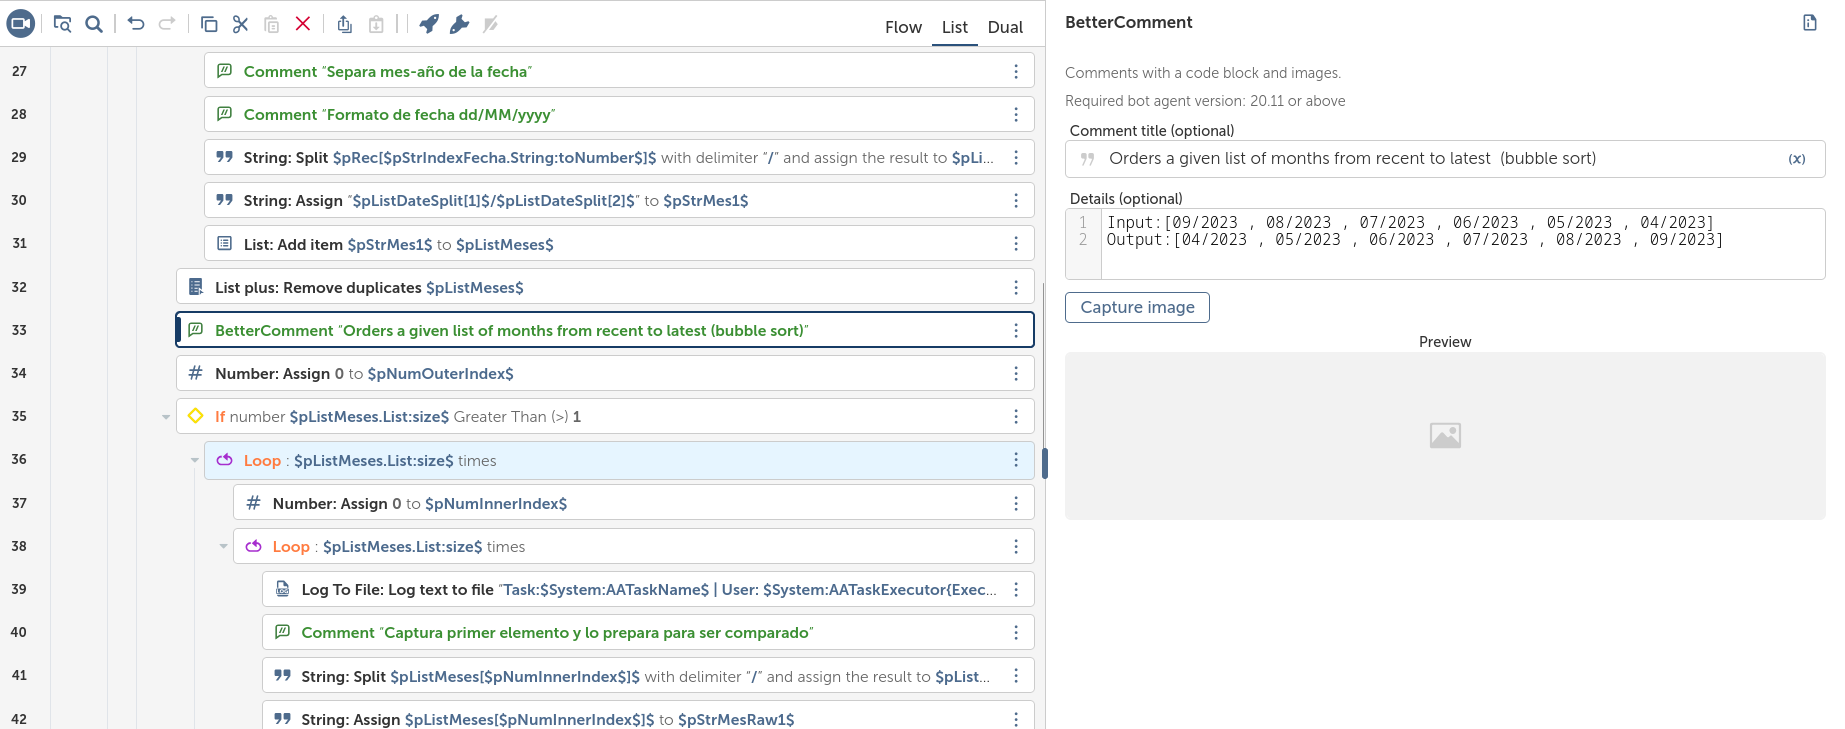 Flow List Dual
27 Comment “Separa mes-año de la fecha”
28 Comment “Formato de fecha dd/MM/yyyy”
29 String: Split $pRec[$pStrIndexFecha.String:toNumber$]$ with delimiter “/” and assign the result to $pLi...
30 String: Assign “$pListDateSplit[1]$/$pListDateSplit[2]$” to $pStrMes1$
31 List: Add item $pStrMes1$ to $pListMeses$
32 List plus: Remove duplicates $pListMeses$
33 BetterComment “Orders a given list of months from recent to latest (bubble sort)”
34 Number: Assign 0 to $pNumOuterIndex$
35 If number $pListMeses.List:size$ Greater Than (>) 1
36 Loop : $pListMeses.List:size$ times
37 Number: Assign 0 to $pNumInnerIndex$
38 Loop : $pListMeses.List:size$ times
39 Log To File: Log text to file “Task:$System:AATaskName$ | User: $System:AATaskExecutor{Exec...
40 Comment “Captura primer elemento y lo prepara para ser comparado”
41 String: Split $pListMeses[$pNumInnerIndex$]$ with delimiter “/” and assign the result to $pList...
42 String: Assign $pListMeses[$pNumInnerIndex$]$ to $pStrMesRaw1$
BetterComment
Comments with a code block and images.
Required bot agent version: 20.11 or above
Comment title (optional)
Orders a given list of months from recent to latest (bubble sort) (x)
Details (optional)
1 Input:[09/2023 , 08/2023 , 07/2023 , 06/2023 , 05/2023 , 04/2023]
2 Output:[04/2023 , 05/2023 , 06/2023 , 07/2023 , 08/2023 , 09/2023]
Capture image
Preview